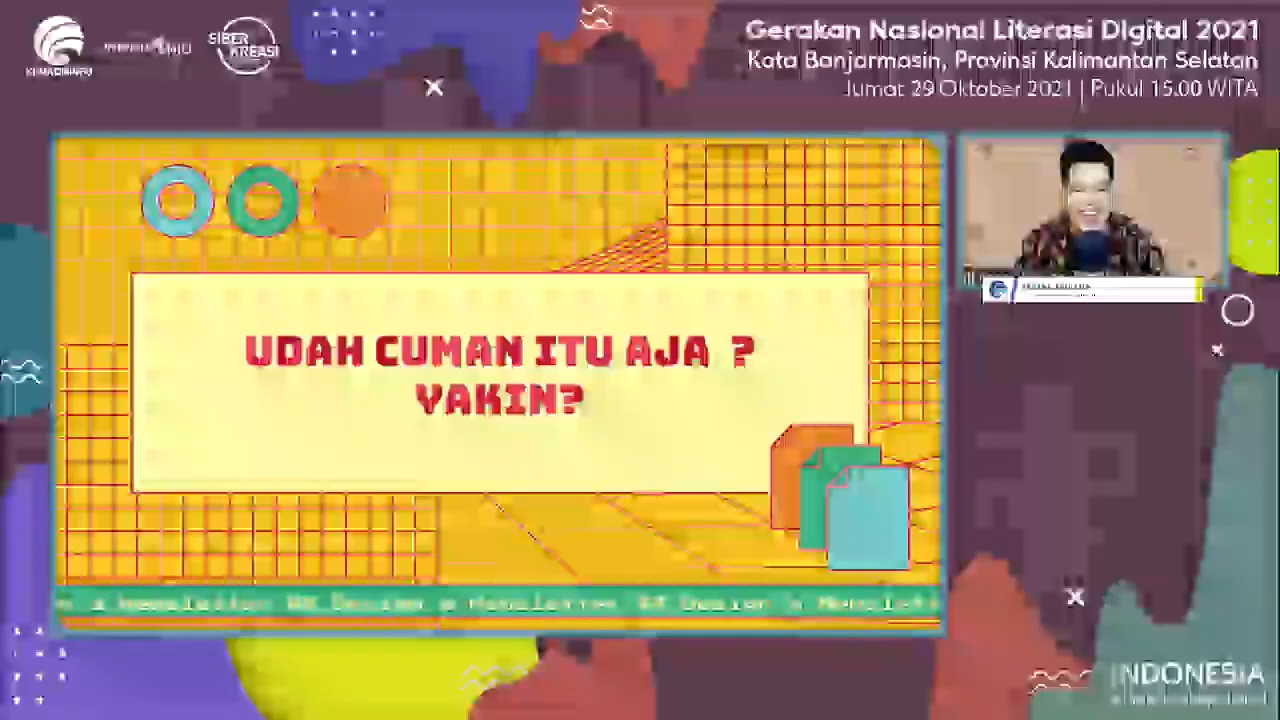 KEMKOMINFO
SIBER
KREASI
Gerakan Nasional Literasi Digital 2021
Kota Banjarmasin, Provinsi Kalimantan Selatan
Jumat 29 Oktober 2021 | Pukul 15.00 WITA
UDAH CUMAN ITU AJA ?
YAKIN?
INDONESIA